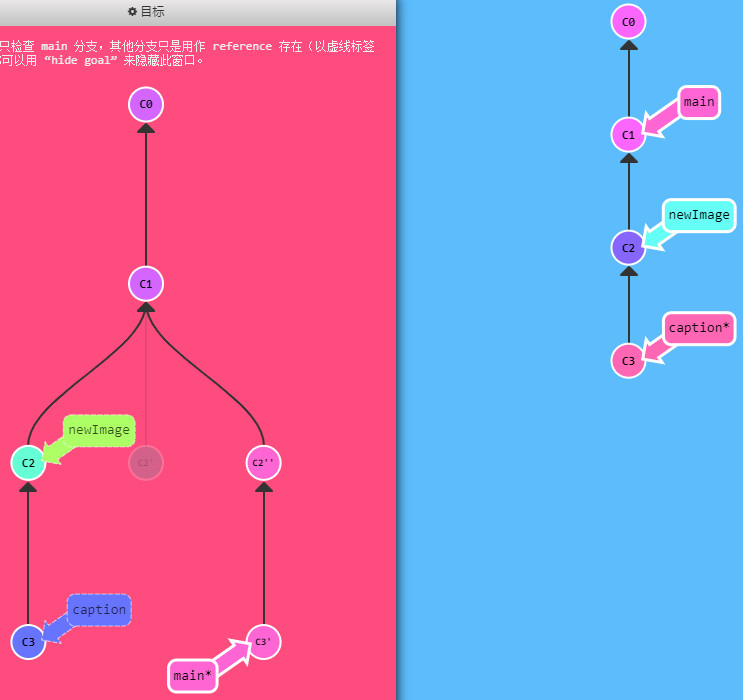 目标
只检查 main 分支，其他分支只是用作 reference 存在（以虚线标签
可以用 “hide goal” 来隐藏此窗口。
C0
C1
newImage
C2
C2'
C2''
caption
C3
C3'
main*
C0
main
C1
newImage
C2
caption*
C3